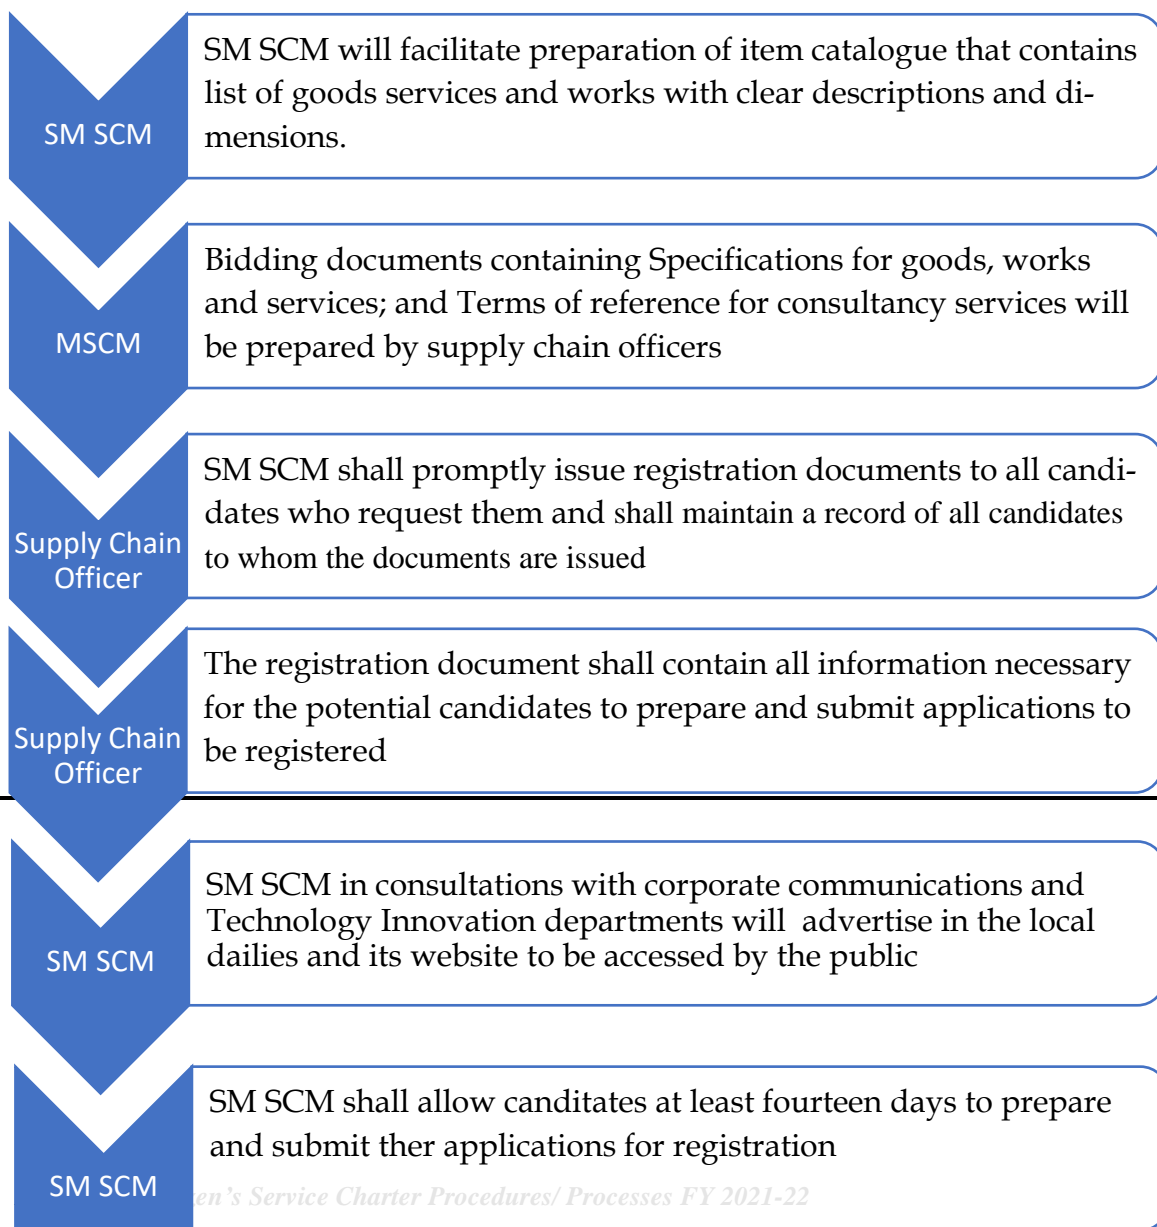 SM SCM
SM SCM will facilitate preparation of item catalogue that contains
list of goods services and works with clear descriptions and di-
mensions.
MSCM
Bidding documents containing Specifications for goods, works
and services; and Terms of reference for consultancy services will
be prepared by supply chain officers
Supply Chain
Officer
SM SCM shall promptly issue registration documents to all candi-
dates who request them and shall maintain a record of all candidates
to whom the documents are issued
Supply Chain
Officer
The registration document shall contain all information necessary
for the potential candidates to prepare and submit applications to
be registered
SM SCM
SM SCM in consultations with corporate communications and
Technology Innovation departments will advertise in the local
dailies and its website to be accessed by the public
SM SCM
SM SCM shall allow canditates at least fourteen days to prepare
and submit ther applications for registration
en's Service Charter Procedures/ Processes FY 2021-22